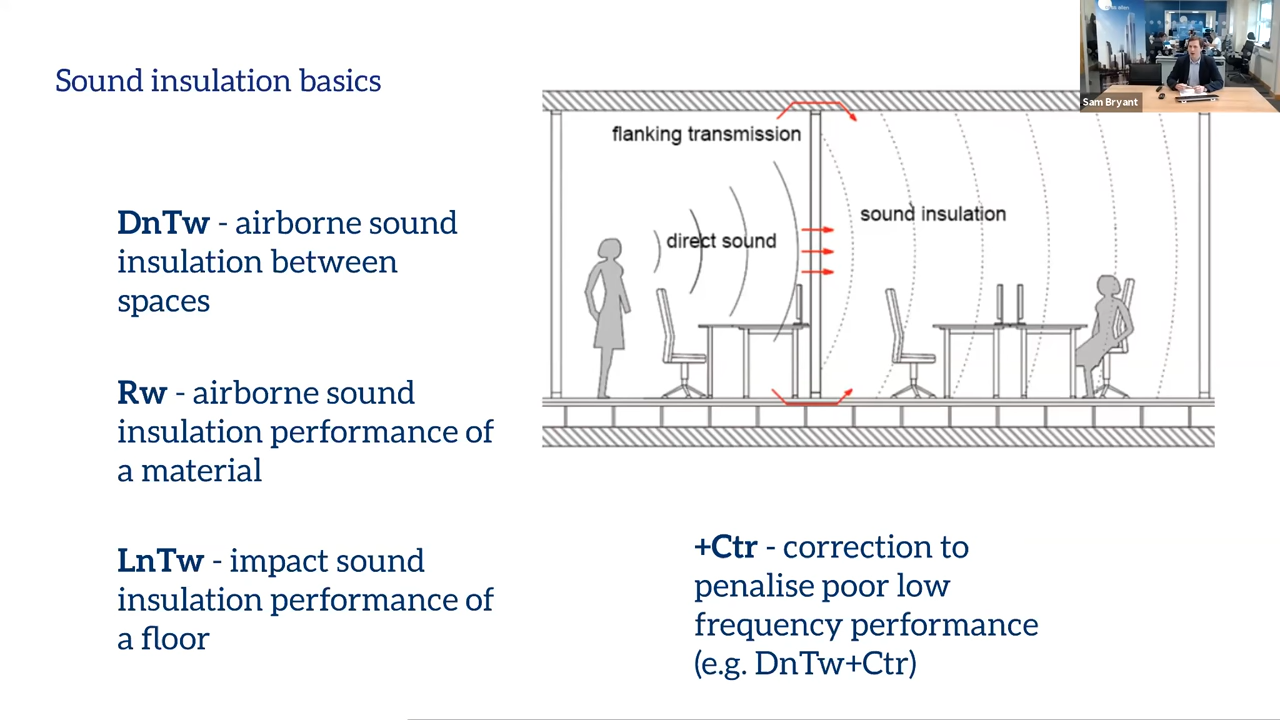 Sound insulation basics
DnTw - airborne sound
insulation between
spaces
Rw - airborne sound
insulation performance of
a material
LnTw - impact sound
insulation performance of
a floor
flanking transmission
direct sound
sound insulation
+Ctr - correction to
penalise poor low
frequency performance
(e.g. DnTw+Ctr)
Sam Bryant